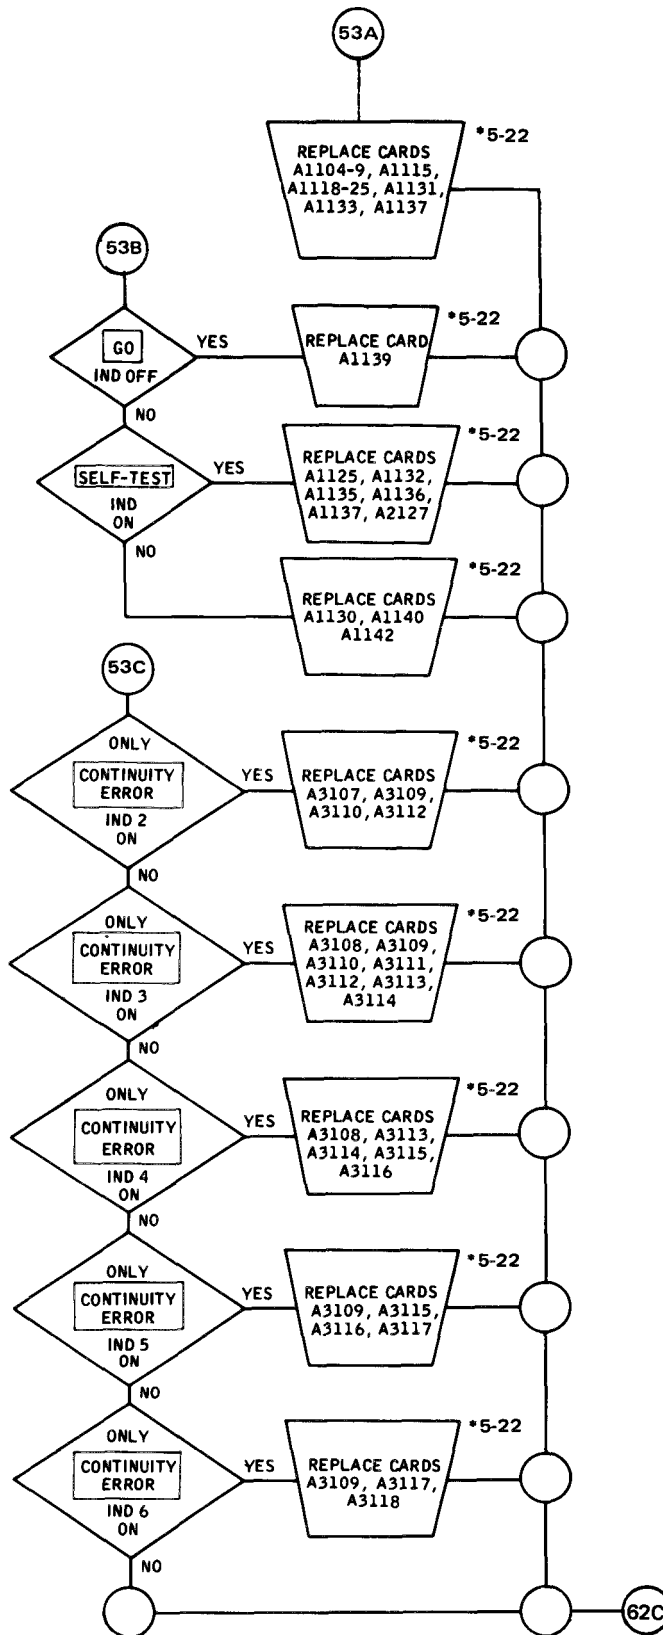 53A
*5-22
REPLACE CARDS
A1104-9, A1115,
A1118-25, A1131,
A1133, A1137
53B
GO
IND OFF
YES
NO
*5-22
REPLACE CARD
A1139
SELF-TEST
IND
ON
YES
NO
*5-22
REPLACE CARDS
A1125, A1132,
A1135, A1136,
A1137, A2127
*5-22
REPLACE CARDS
A1130, A1140
A1142
53C
ONLY
CONTINUITY
ERROR
IND 2
ON
YES
NO
*5-22
REPLACE CARDS
A3107, A3109,
A3110, A3112
ONLY
CONTINUITY
ERROR
IND 3
ON
YES
NO
*5-22
REPLACE CARDS
A3108, A3109,
A3110, A3111,
A3112, A3113,
A3114
ONLY
CONTINUITY
ERROR
IND 4
ON
YES
NO
*5-22
REPLACE CARDS
A3108, A3113,
A3114, A3115,
A3116
ONLY
CONTINUITY
ERROR
IND 5
ON
YES
NO
*5-22
REPLACE CARDS
A3109, A3115,
A3116, A3117
ONLY
CONTINUITY
ERROR
IND 6
ON
YES
NO
*5-22
REPLACE CARDS
A3109, A3117,
A3118
62C